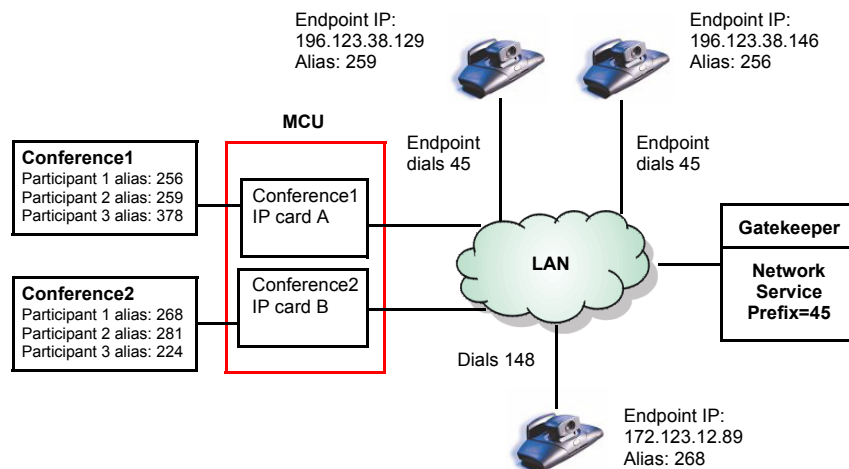 Endpoint IP:
196.123.38.129
Alias: 259
Endpoint IP:
196.123.38.146
Alias: 256
MCU
Endpoint
dials 45
Endpoint
dials 45
Conference1
Participant 1 alias: 256
Participant 2 alias: 259
Participant 3 alias: 378
Conference1
IP card A
Gatekeeper
Network
Service
Prefix=45
LAN
Conference2
Participant 1 alias: 268
Participant 2 alias: 281
Participant 3 alias: 224
Conference2
IP card B
Dials 148
Endpoint IP:
172.123.12.89
Alias: 268